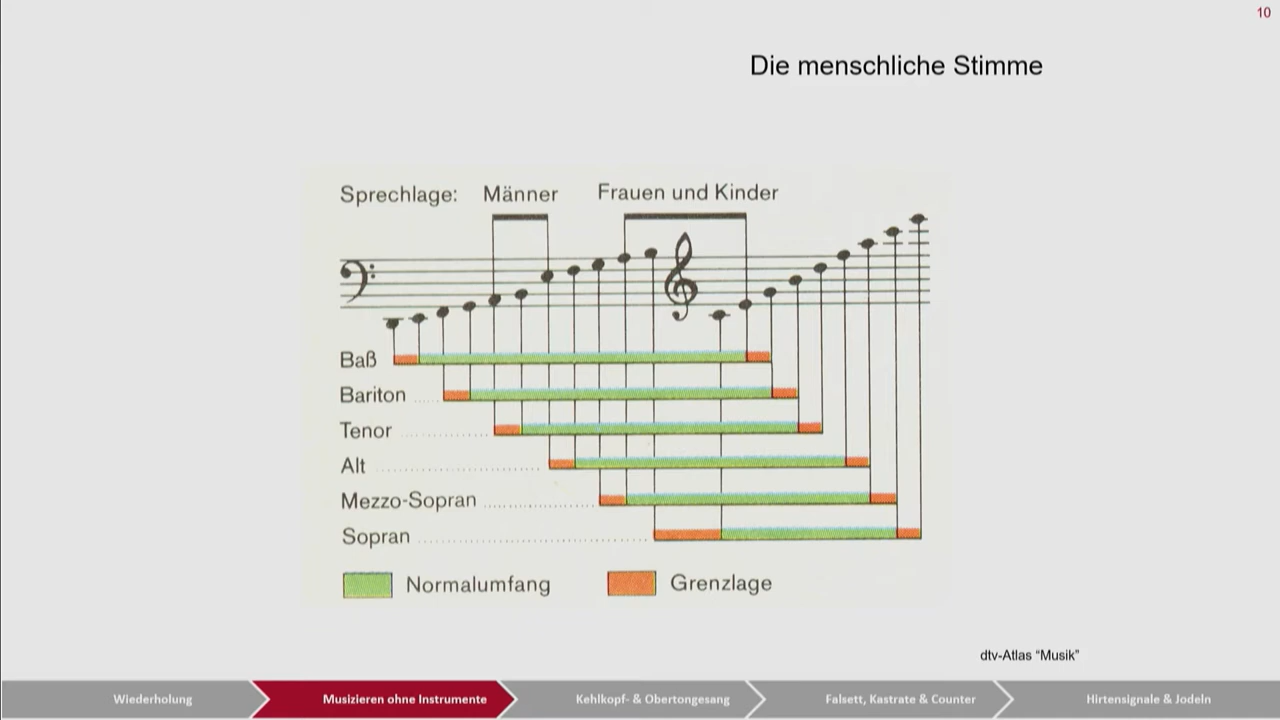 10
Die menschliche Stimme
Sprechlage: Männer Frauen und Kinder
Baß
Bariton
Tenor
Alt
Mezzo-Sopran
Sopran
Normalumfang Grenzlage
dtv-Atlas “Musik”
Wiederholung Musizieren ohne Instrumente Kehlkopf- & Obertongesang Falsett, Kastrate & Counter Hirtensignale & Jodeln